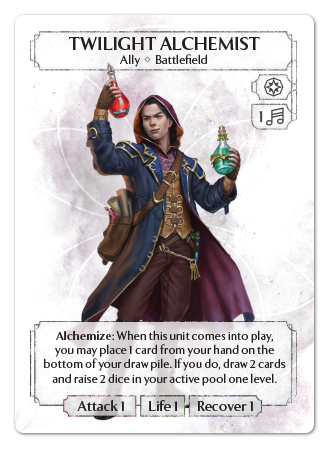 TWILIGHT ALCHEMIST
Ally ◇ Battlefield
1
Alchemize: When this unit comes into play,
you may place 1 card from your hand on the
bottom of your draw pile. If you do, draw 2 cards
and raise 2 dice in your active pool one level.
Attack 1 Life 1 Recover 1